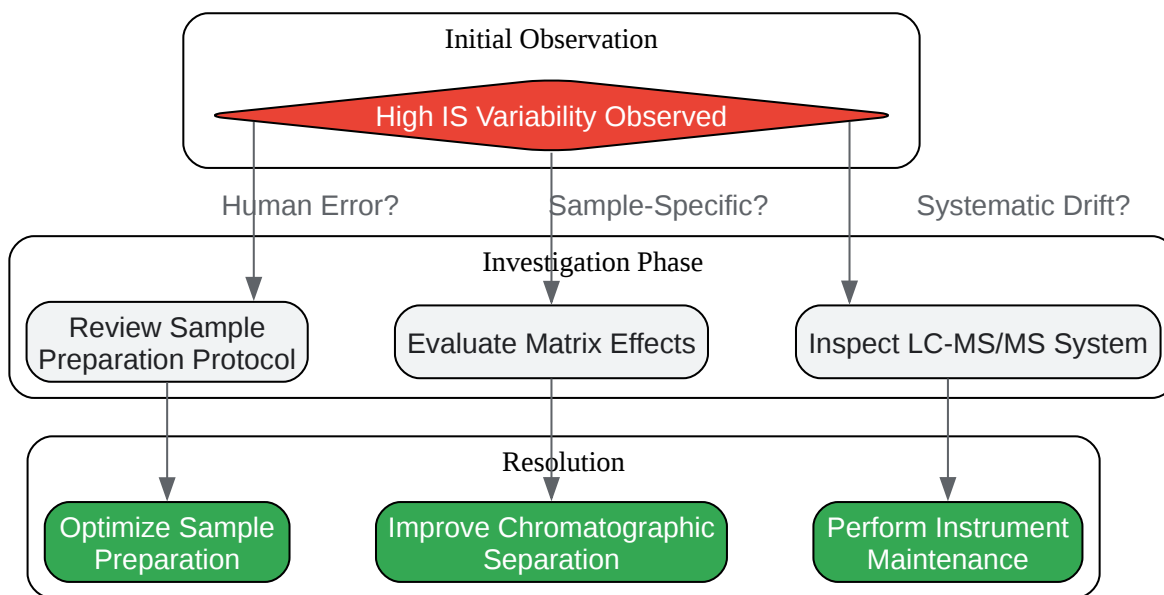 Initial Observation
High IS Variability Observed
Human Error?
Sample-Specific?
Systematic Drift?
Investigation Phase
Review Sample
Preparation Protocol
Evaluate Matrix Effects
Inspect LC-MS/MS System
Resolution
Optimize Sample
Preparation
Improve Chromatographic
Separation
Perform Instrument
Maintenance